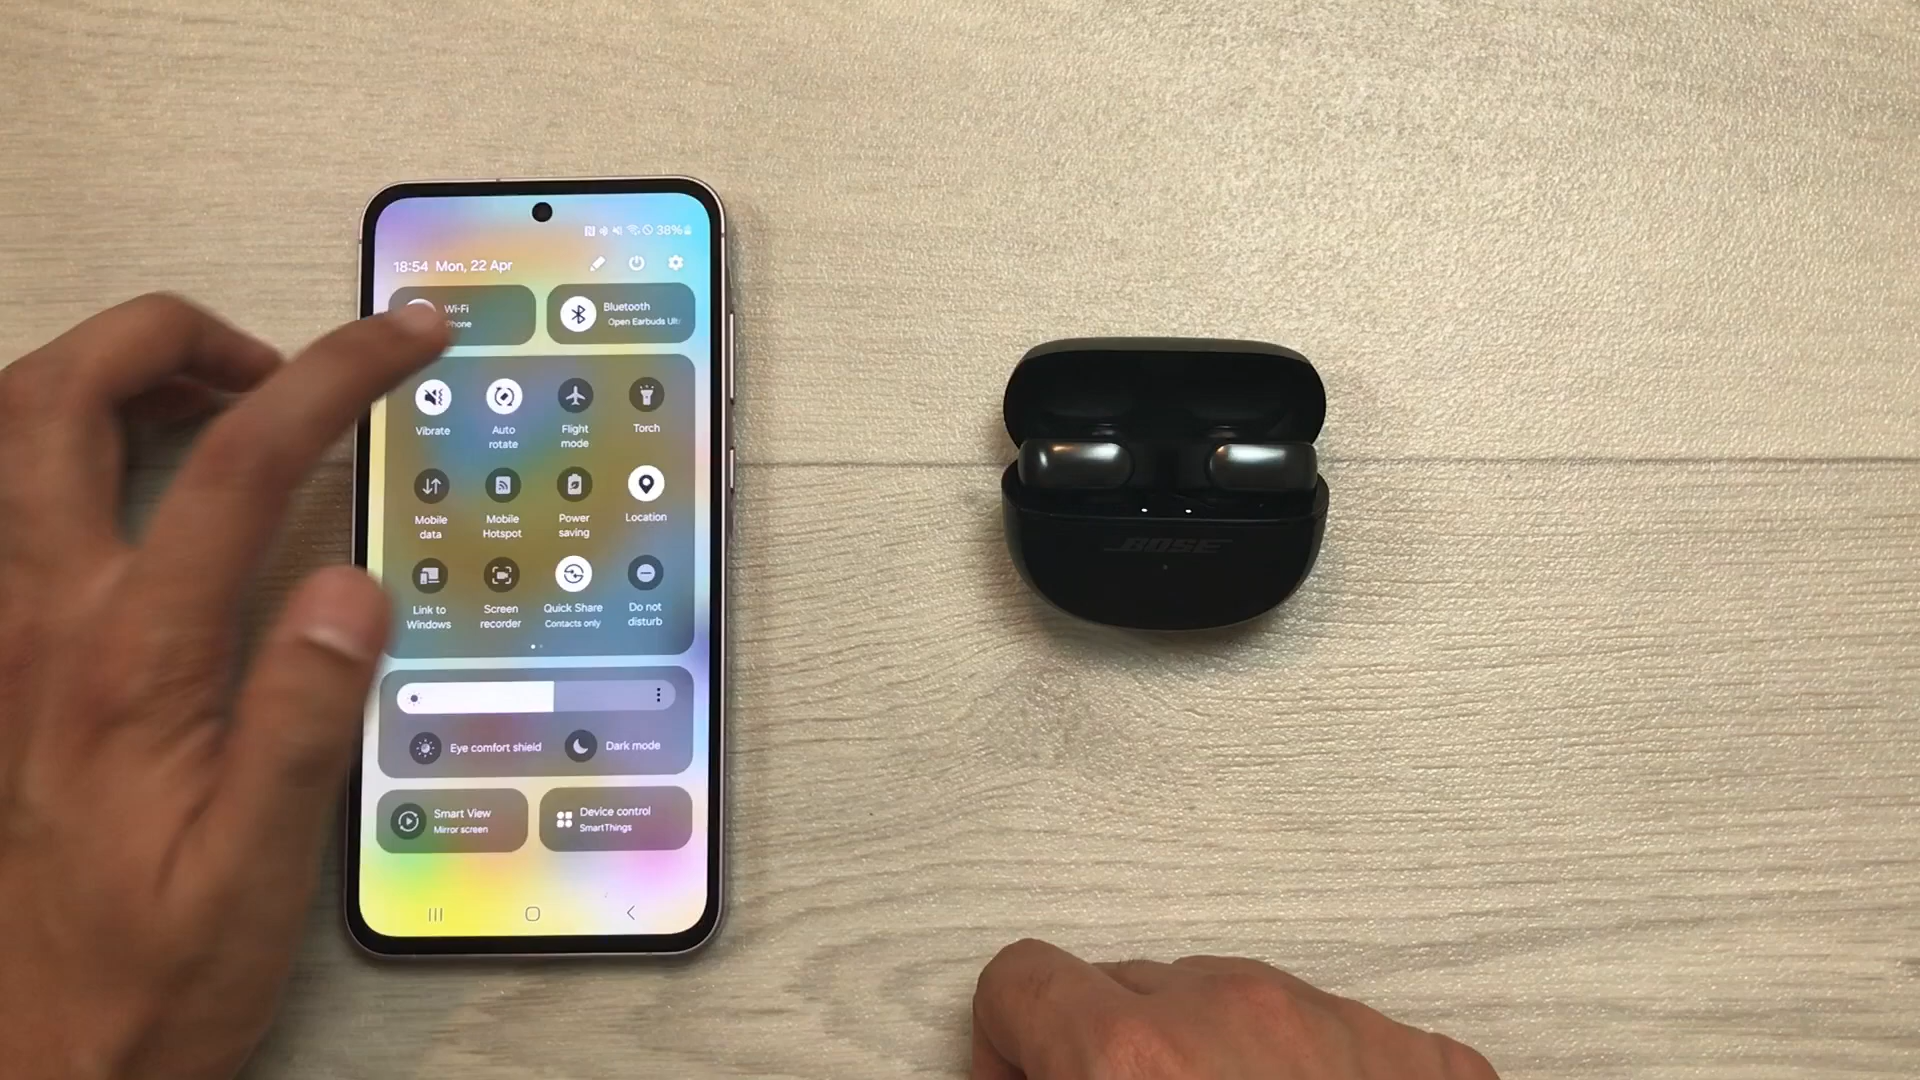 38%
18:54 Mon, 22 Apr
Wi-Fi
Phone
Bluetooth
Open Earbuds Ult
Vibrate
Auto
rotate
Flight
mode
Torch
Mobile
data
Mobile
Hotspot
Power
saving
Location
Link to
Windows
Screen
recorder
Quick Share
Contacts only
Do not
disturb
Eye comfort shield
Dark mode
Smart View
Mirror screen
Device control
SmartThings
BOSE